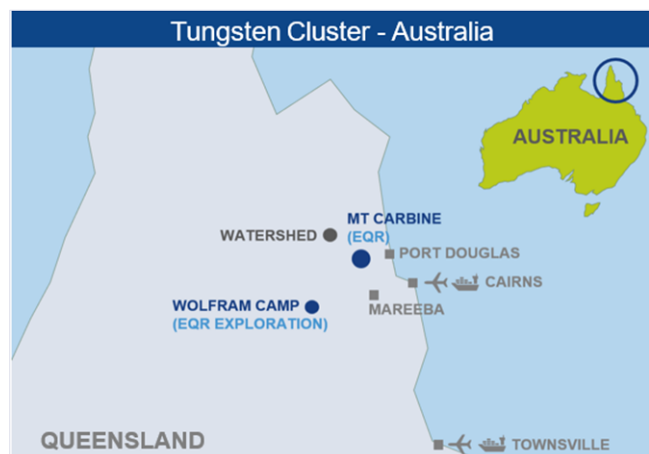 Tungsten Cluster - Australia
AUSTRALIA
MT CARBINE
(EQR)
WATERSHED
PORT DOUGLAS
CAIRNS
MAREEBA
WOLFRAM CAMP
(EQR EXPLORATION)
QUEENSLAND
TOWNSVILLE